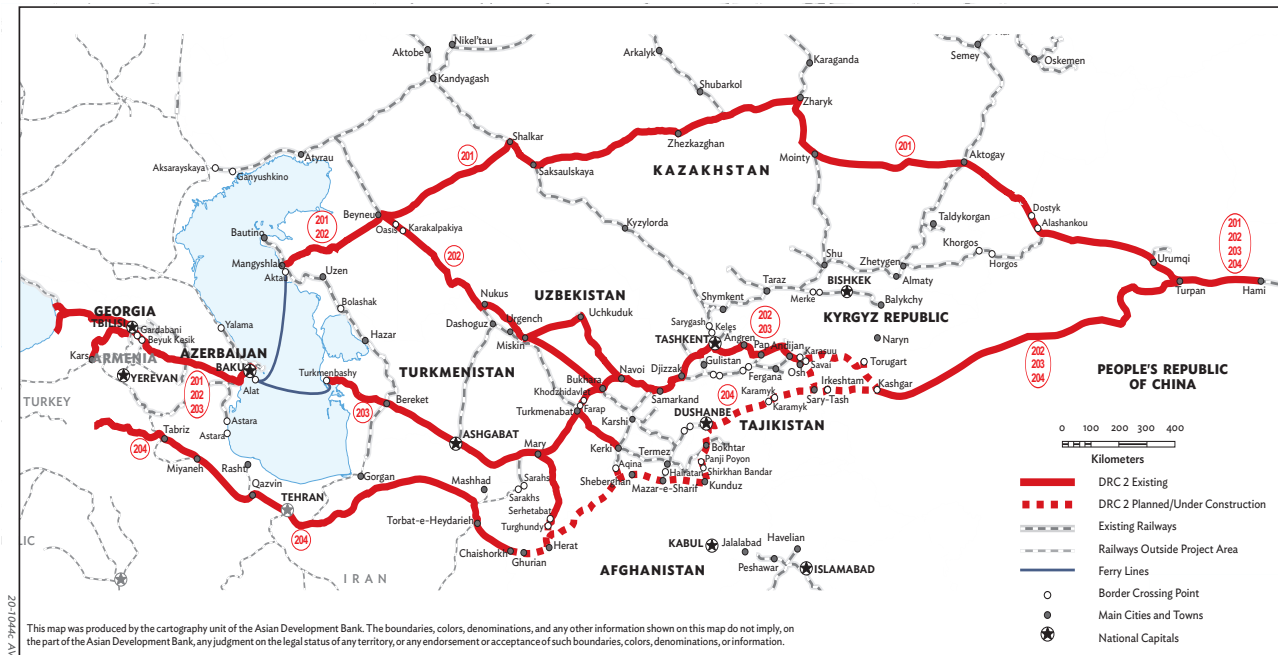 Nikel'tau
Aktobe
Kandyagash
Arkalyk
Shubarkol
Karaganda
Zharyk
Semey
Oskemen
Shalkar
Zhezkazghan
201
201
Saksaulskaya
KAZAKHSTAN
Mointy
Aktogay
Aksarayskaya
Ganyushkino
Atyrau
Beyneu
Oasis
Karakalpakiya
Kyzylorda
Taldykorgan
Dostyk
Alashankou
201
202
Bautino
Mangyshlak
Aktau
202
Khorgos
Horgos
201
202
203
204
Uzen
Shu
Zhetygen
Almaty
Urumqi
Turpan
Hami
Bolashak
Nukus
Taraz
BISHKEK
Merke
Balykchy
Shymkent
UZBEKISTAN
Uchkuduk
Dashoguz
Urgench
Miskin
KYRGYZ REPUBLIC
GEORGIA
TBILISI
Gardabani
Beyuk Kesik
Yalama
Hazar
Sarygash
Keles
202
203
TASHKENT
Angren
Pap
Andijan
Karasuu
Savai
Naryn
Kars
ARMENIA
AZERBAIJAN
BAKU
Alat
YEREVAN
Turkmenbashy
TURKMENISTAN
Navoi
Djizzak
Gulistan
Fergana
Osh
Torugart
202
203
204
PEOPLE'S REPUBLIC
OF CHINA
TURKEY
201
202
203
203
Bereket
Bukhara
Khodzhidavlet
Farap
Turkmenabat
Samarkand
204
Karamyk
Karamyk
Irkeshtam
Sary-Tash
Kashgar
Astara
Astara
ASHGABAT
Karshi
DUSHANBE
TAJIKISTAN
Tabriz
204
Miyaneh
Rasht
Qazvin
Gorgan
Mary
Kerki
Termez
Bokhtar
Panji Poyon
Shirkhan Bandar
Aqina
Hairatan
Sheberghan
Mazar-e-Sharif
Kunduz
TEHRAN
Mashhad
Sarahs
Sarakhs
Serhetabat
Turghundy
Torbat-e-Heydarieh
204
Chaishorkh
Ghurian
Herat
KABUL
Jalalabad
Havelian
Peshawar
ISLAMABAD
AFGHANISTAN
IRAN
LIC
0 100 200 300 400
Kilometers
DRC 2 Existing
DRC 2 Planned/Under Construction
Existing Railways
Railways Outside Project Area
Ferry Lines
Border Crossing Point
Main Cities and Towns
National Capitals
This map was produced by the cartography unit of the Asian Development Bank. The boundaries, colors, denominations, and any other information shown on this map do not imply, on
the part of the Asian Development Bank, any judgment on the legal status of any territory, or any endorsement or acceptance of such boundaries, colors, denominations, or information.
20-1044c AV